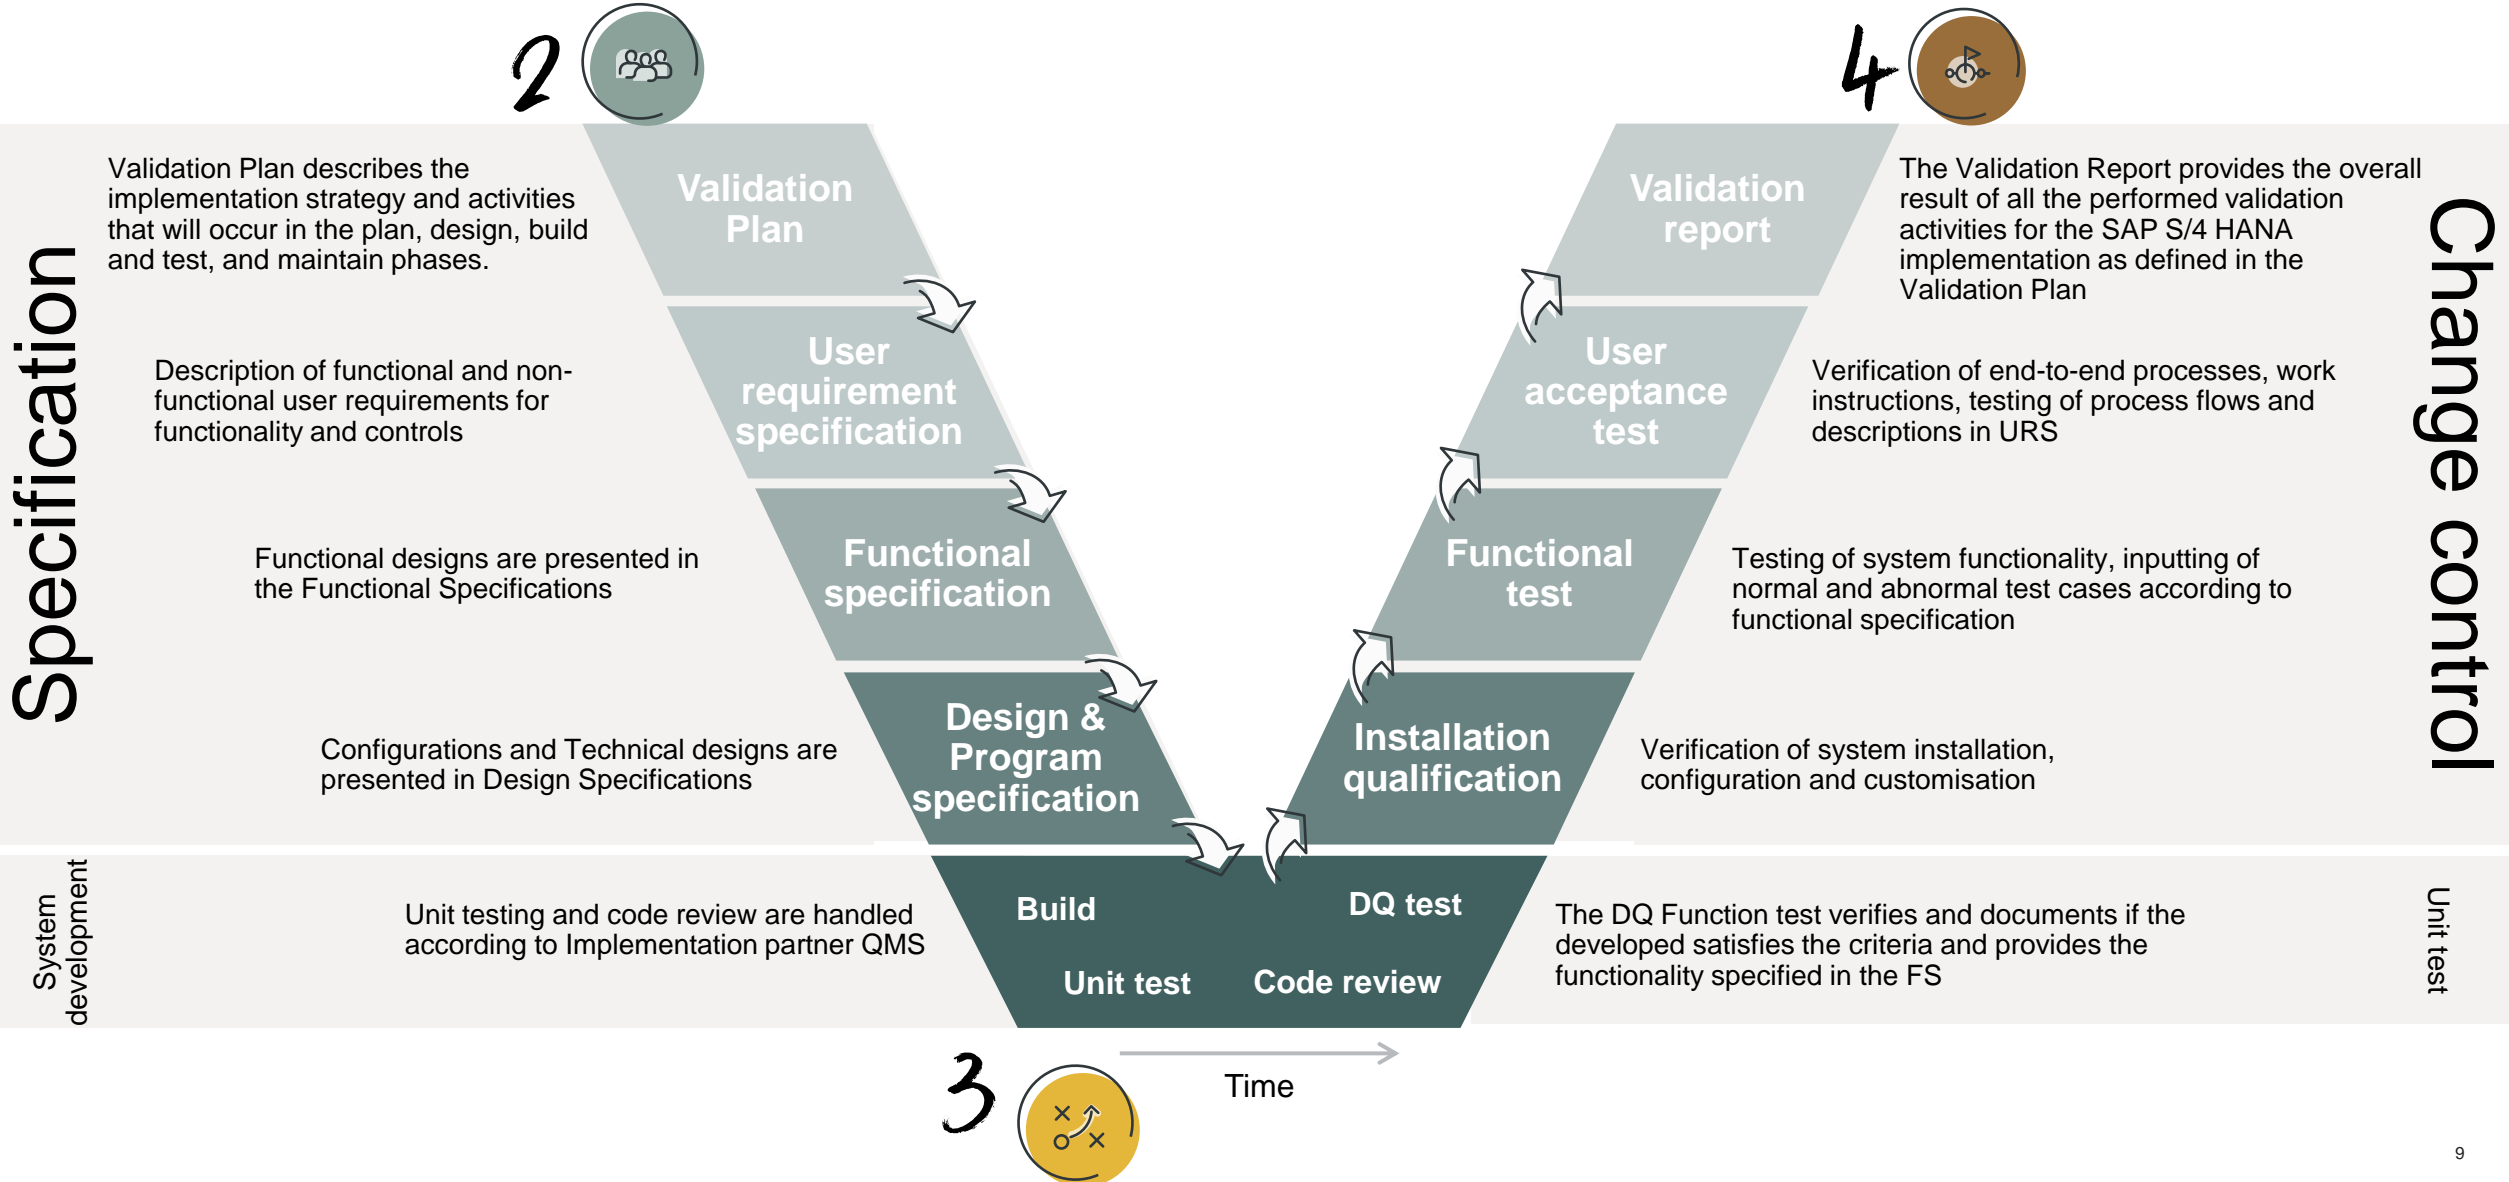 2
4
Specification
Validation Plan describes the
implementation strategy and activities
that will occur in the plan, design, build
and test, and maintain phases.
Validation
Plan
Validation
report
The Validation Report provides the overall
result of all the performed validation
activities for the SAP S/4 HANA
implementation as defined in the
Validation Plan
Change control
Description of functional and non-
functional user requirements for
functionality and controls
User
requirement
specification
User
acceptance
test
Verification of end-to-end processes, work
instructions, testing of process flows and
descriptions in URS
Functional designs are presented in
the Functional Specifications
Functional
specification
Functional
test
Testing of system functionality, inputting of
normal and abnormal test cases according to
functional specification
Configurations and Technical designs are
presented in Design Specifications
Design &
Program
specification
Installation
qualification
Verification of system installation,
configuration and customisation
System
development
Unit testing and code review are handled
according to Implementation partner QMS
Build
DQ test
Unit test
Code review
The DQ Function test verifies and documents if the
developed satisfies the criteria and provides the
functionality specified in the FS
Unit test
3
Time
9